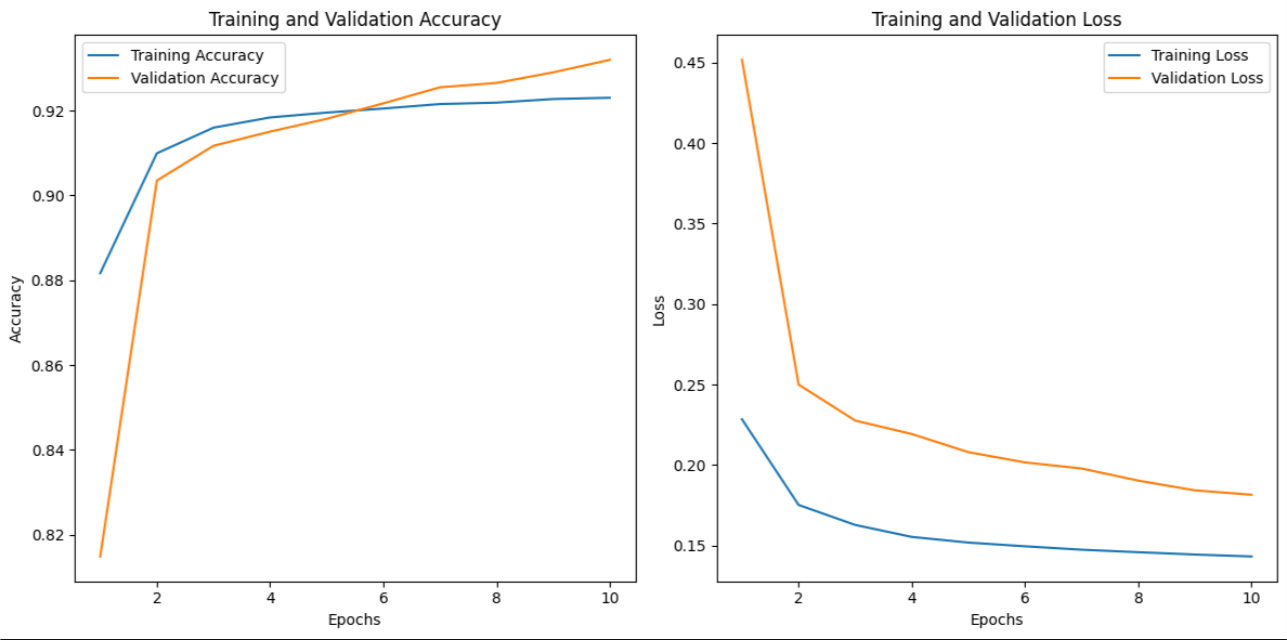 Training and Validation Accuracy
Training Accuracy
Validation Accuracy
0.92
0.90
0.88
0.86
0.84
0.82
Accuracy
2 4 6 8 10
Epochs
Training and Validation Loss
Training Loss
Validation Loss
0.45
0.40
0.35
0.30
0.25
0.20
0.15
Loss
2 4 6 8 10
Epochs